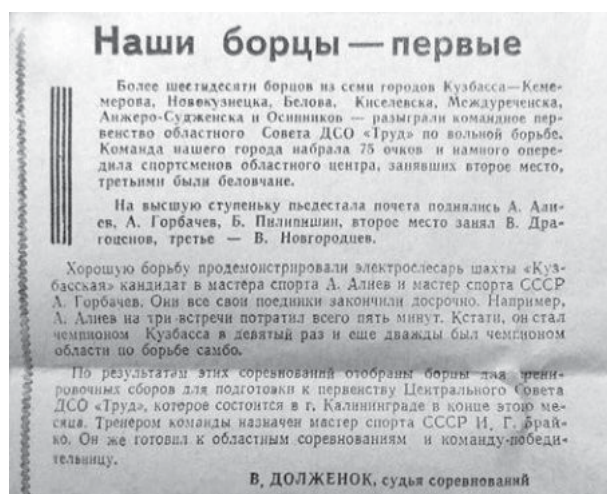 Наши борцы — первые
Более шестидесяти борцов из семи городов Кузбасса—Кеме-
мерова, Новокузнецка, Белова, Киселевска, Междуреченска,
Анжеро-Судженска и Осинников — разыграли командное пер-
венство областного Совета ДСО «Труд» по вольной борьбе.
Команда нашего города набрала 75 очков и намного опере-
дила спортсменов областного центра, занявших второе место,
третьими были беловчане.
На высшую ступеньку пьедестала почета поднялись А. Али-
ев, А. Горбачев, Б. Пилипишин, второе место занял В. Дра-
гоценов, третье — В. Новгородцев.
Хорошую борьбу продемонстрировали электрослесарь шахты «Куз-
басская» кандидат в мастера спорта А. Алиев и мастер спорта СССР
А. Горбачев. Они все свои поединки закончили досрочно. Например,
А. Алиев на три встречи потратил всего пять минут. Кстати, он стал
чемпионом Кузбасса в девятый раз и еще дважды был чемпионом
области по борьбе самбо.
По результатам этих соревнований отобраны борцы для трени-
ровочных сборов для подготовки к первенству Центрального Совета
ДСО «Труд», которое состоится в г. Калининграде в конце этого ме-
сяца. Тренером команды назначен мастер спорта СССР И. Г. Брай-
ко. Он же готовил к областным соревнованиям и команду-победи-
тельницу.
В. ДОЛЖЕНОК, судья соревнований